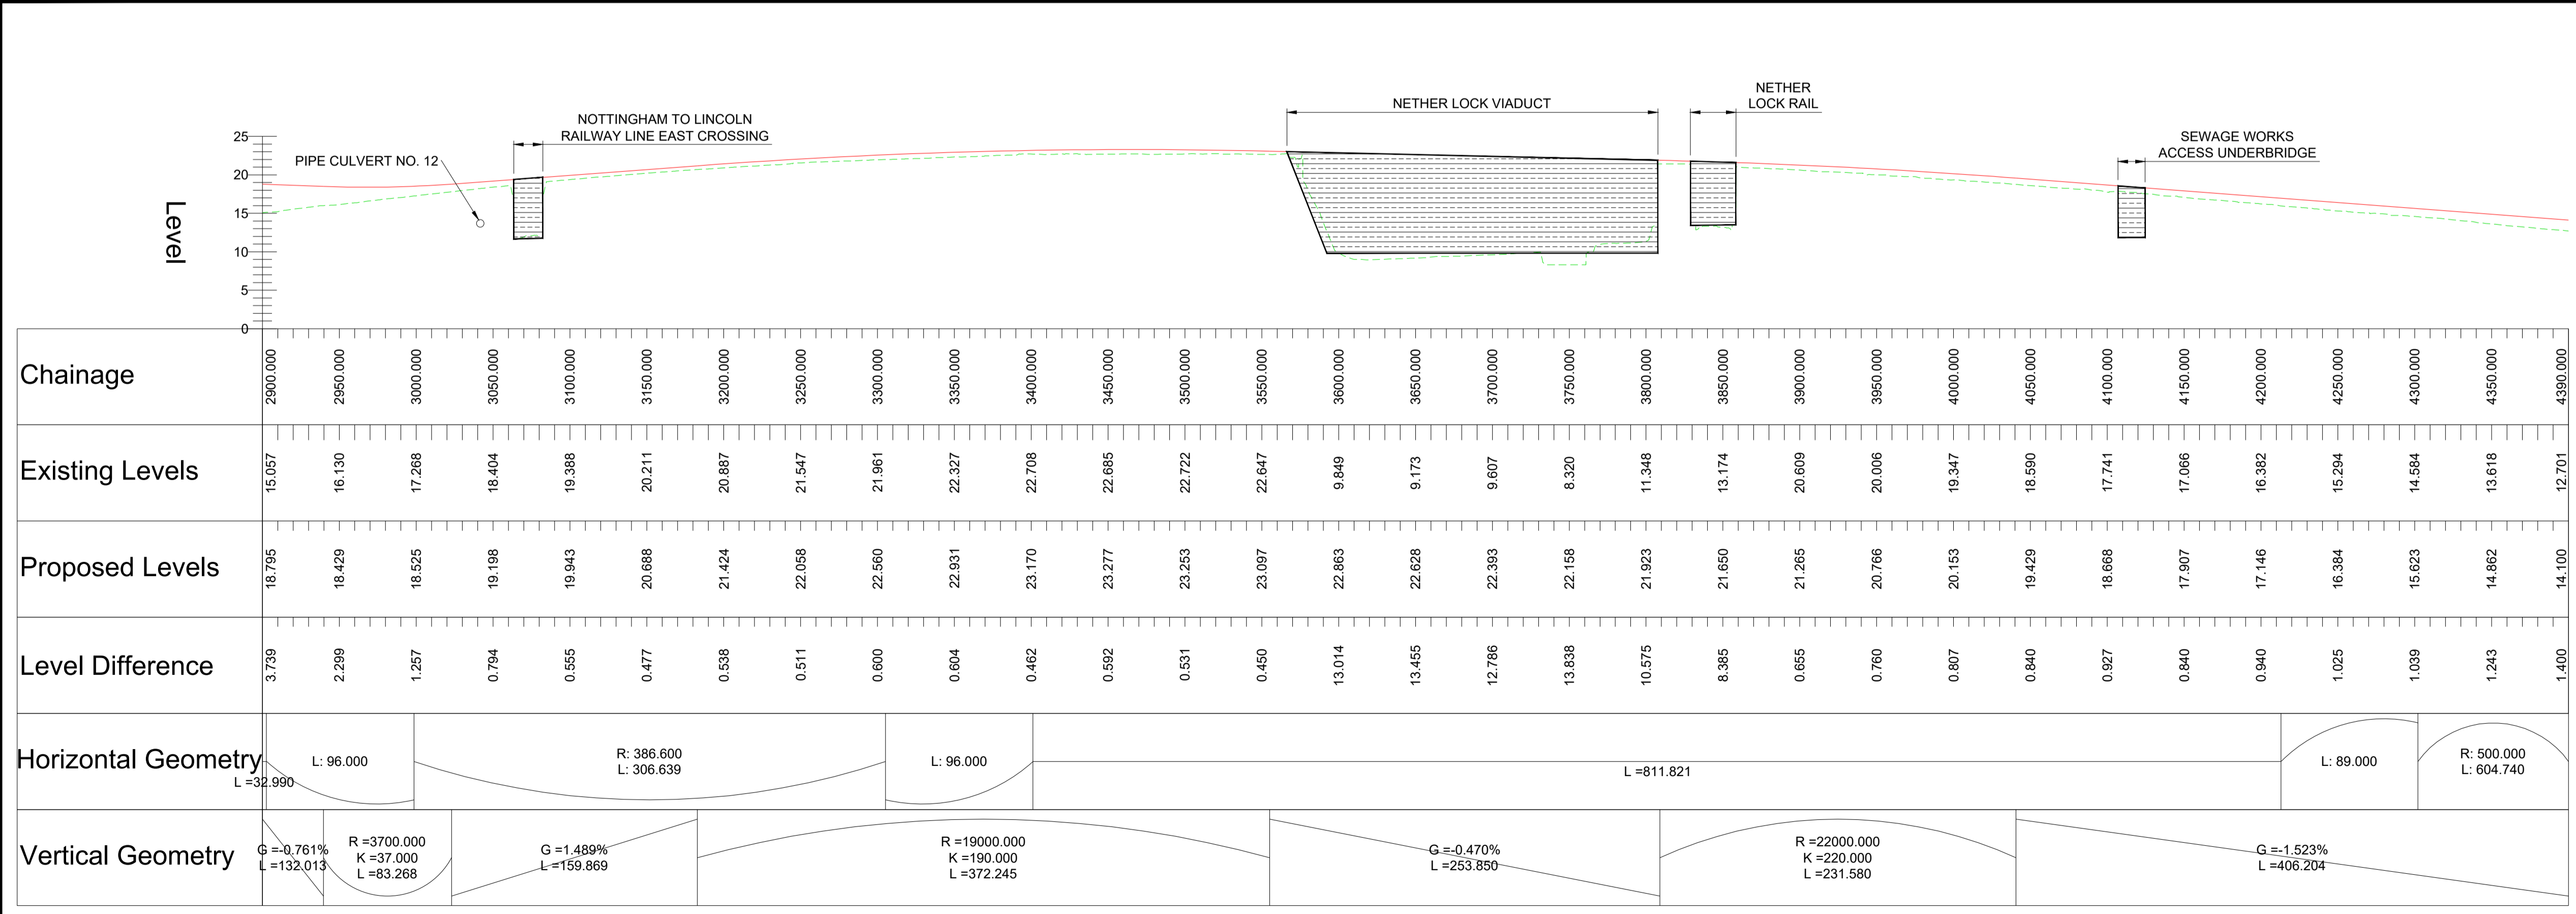 NETHER
LOCK RAIL
NETHER LOCK VIADUCT
NOTTINGHAM TO LINCOLN
RAILWAY LINE EAST CROSSING
SEWAGE WORKS
ACCESS UNDERBRIDGE
PIPE CULVERT NO. 12
Level
25
20
15
10
5
0
Chainage 2900.000 2950.000 3000.000 3050.000 3100.000 3150.000 3200.000 3250.000 3300.000 3350.000 3400.000 3450.000 3500.000 3550.000 3600.000 3650.000 3700.000 3750.000 3800.000 3850.000 3900.000 3950.000 4000.000 4050.000 4100.000 4150.000 4200.000 4250.000 4300.000 4350.000 4390.000
Existing Levels 15.057 16.130 17.268 18.404 19.388 20.211 20.887 21.547 21.961 22.327 22.708 22.685 22.722 22.647 9.849 9.173 9.607 8.320 11.348 13.174 20.609 20.006 19.347 18.590 17.741 17.066 16.382 15.294 14.584 13.618 12.701
Proposed Levels 18.795 18.429 18.525 19.198 19.943 20.688 21.424 22.058 22.560 22.931 23.170 23.277 23.253 23.097 22.863 22.628 22.393 22.158 21.923 21.650 21.265 20.766 20.153 19.429 18.668 17.907 17.146 16.384 15.623 14.862 14.100
Level Difference 3.739 2.299 1.257 0.794 0.555 0.477 0.538 0.511 0.600 0.604 0.462 0.592 0.531 0.450 13.014 13.455 12.786 13.838 10.575 8.385 0.655 0.760 0.807 0.840 0.927 0.840 0.940 1.025 1.039 1.243 1.400
Horizontal Geometry
L =32.990
L: 96.000
R: 386.600
L: 306.639
L: 96.000
L =811.821
L: 89.000
R: 500.000
L: 604.740
Vertical Geometry
G =-0.761%
L =132.013
R =3700.000
K =37.000
L =83.268
G =1.489%
L =159.869
R =19000.000
K =190.000
L =372.245
G =-0.470%
L =253.850
R =22000.000
K =220.000
L =231.580
G =-1.523%
L =406.204